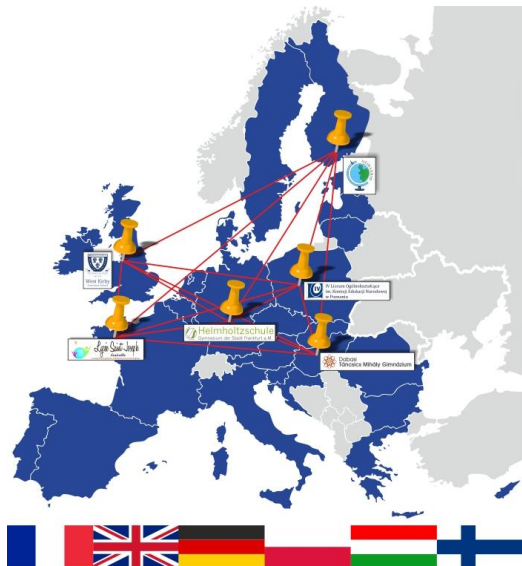 West Kirby
IV
IV Liceum Ogólnokształcące
im. Komisji Edukacji Narodowej
w Poznaniu
Helmholtzschule
Gymnasium der Stadt Frankfurt a.M.
Lycée Saint Joseph
Dabasi
Táncsics Mihály Gimnázium